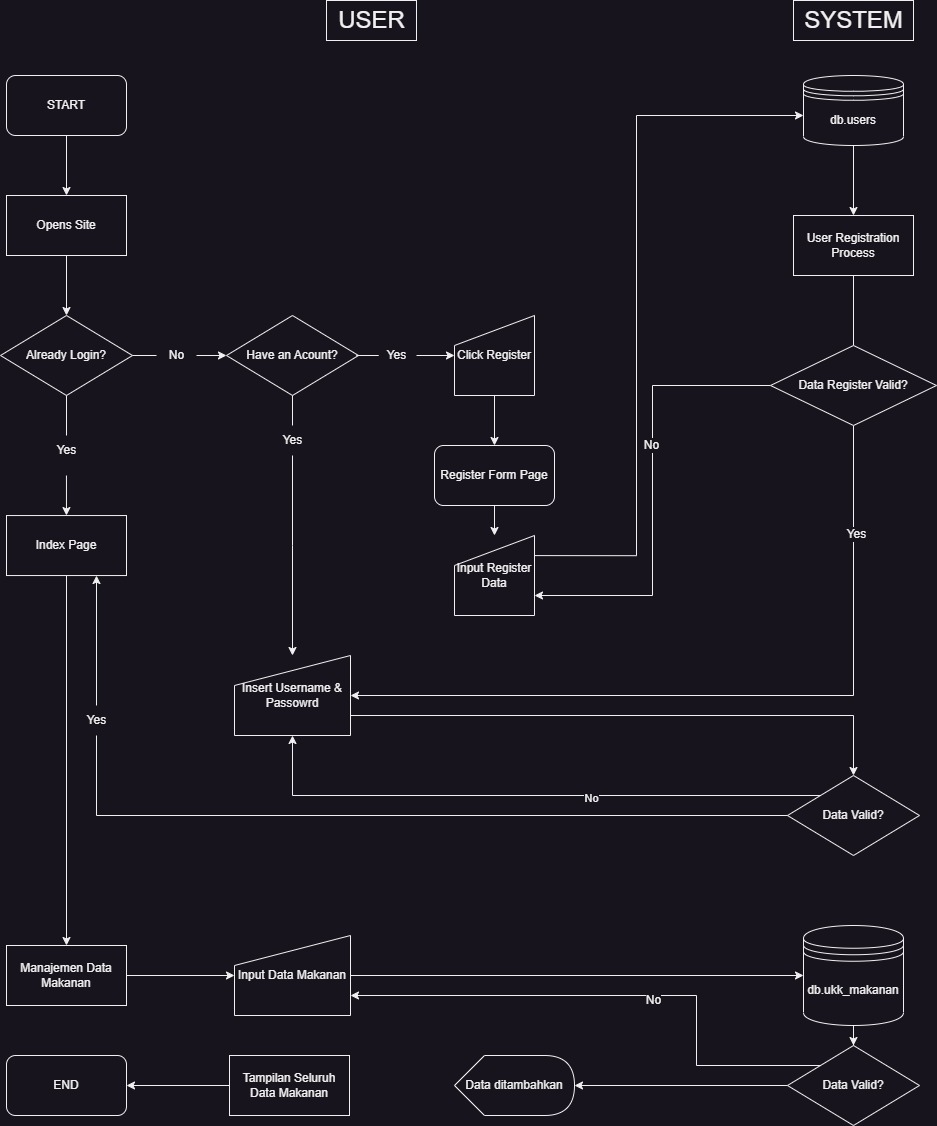 USER
SYSTEM
START
db.users
Opens Site
User Registration
Process
Already Login?
No
Have an Acount?
Yes
Click Register
Data Register Valid?
Yes
Yes
No
Register Form Page
Index Page
Input Register
Data
Yes
Insert Username &
Passowrd
Yes
No
Data Valid?
Manajemen Data
Makanan
Input Data Makanan
db.ukk_makanan
No
END
Tampilan Seluruh
Data Makanan
Data ditambahkan
Data Valid?